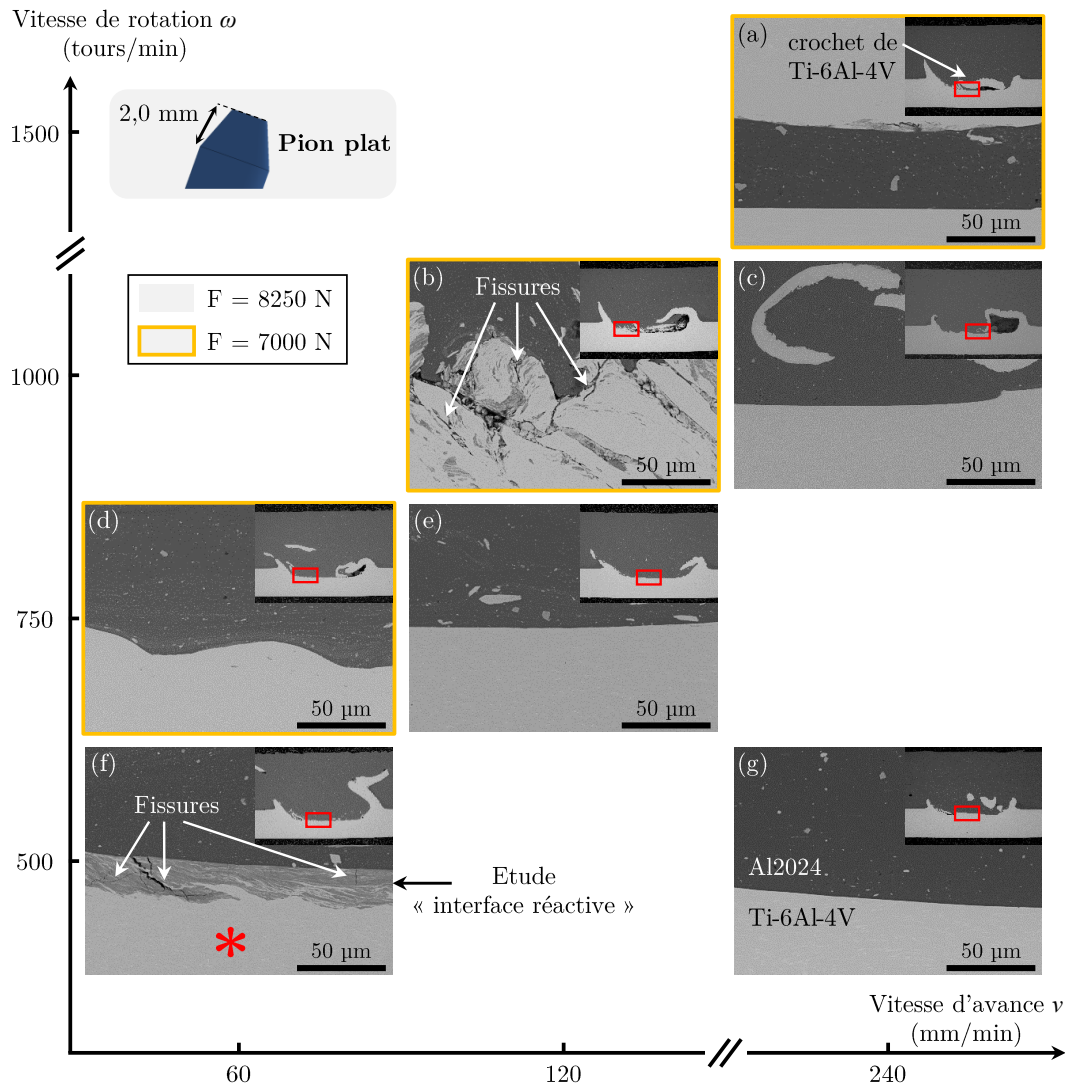 Vitesse de rotation ω
(tours/min)
1500
1000
750
500
2,0 mm
Pion plat
F = 8250 N
F = 7000 N
(a)
crochet de
Ti-6Al-4V
50 µm
(b)
Fissures
50 µm
(c)
50 µm
(d)
50 µm
(e)
50 µm
(f)
Fissures
*
50 µm
Etude
« interface réactive »
(g)
Al2024
Ti-6Al-4V
50 µm
Vitesse d'avance v
(mm/min)
60
120
240